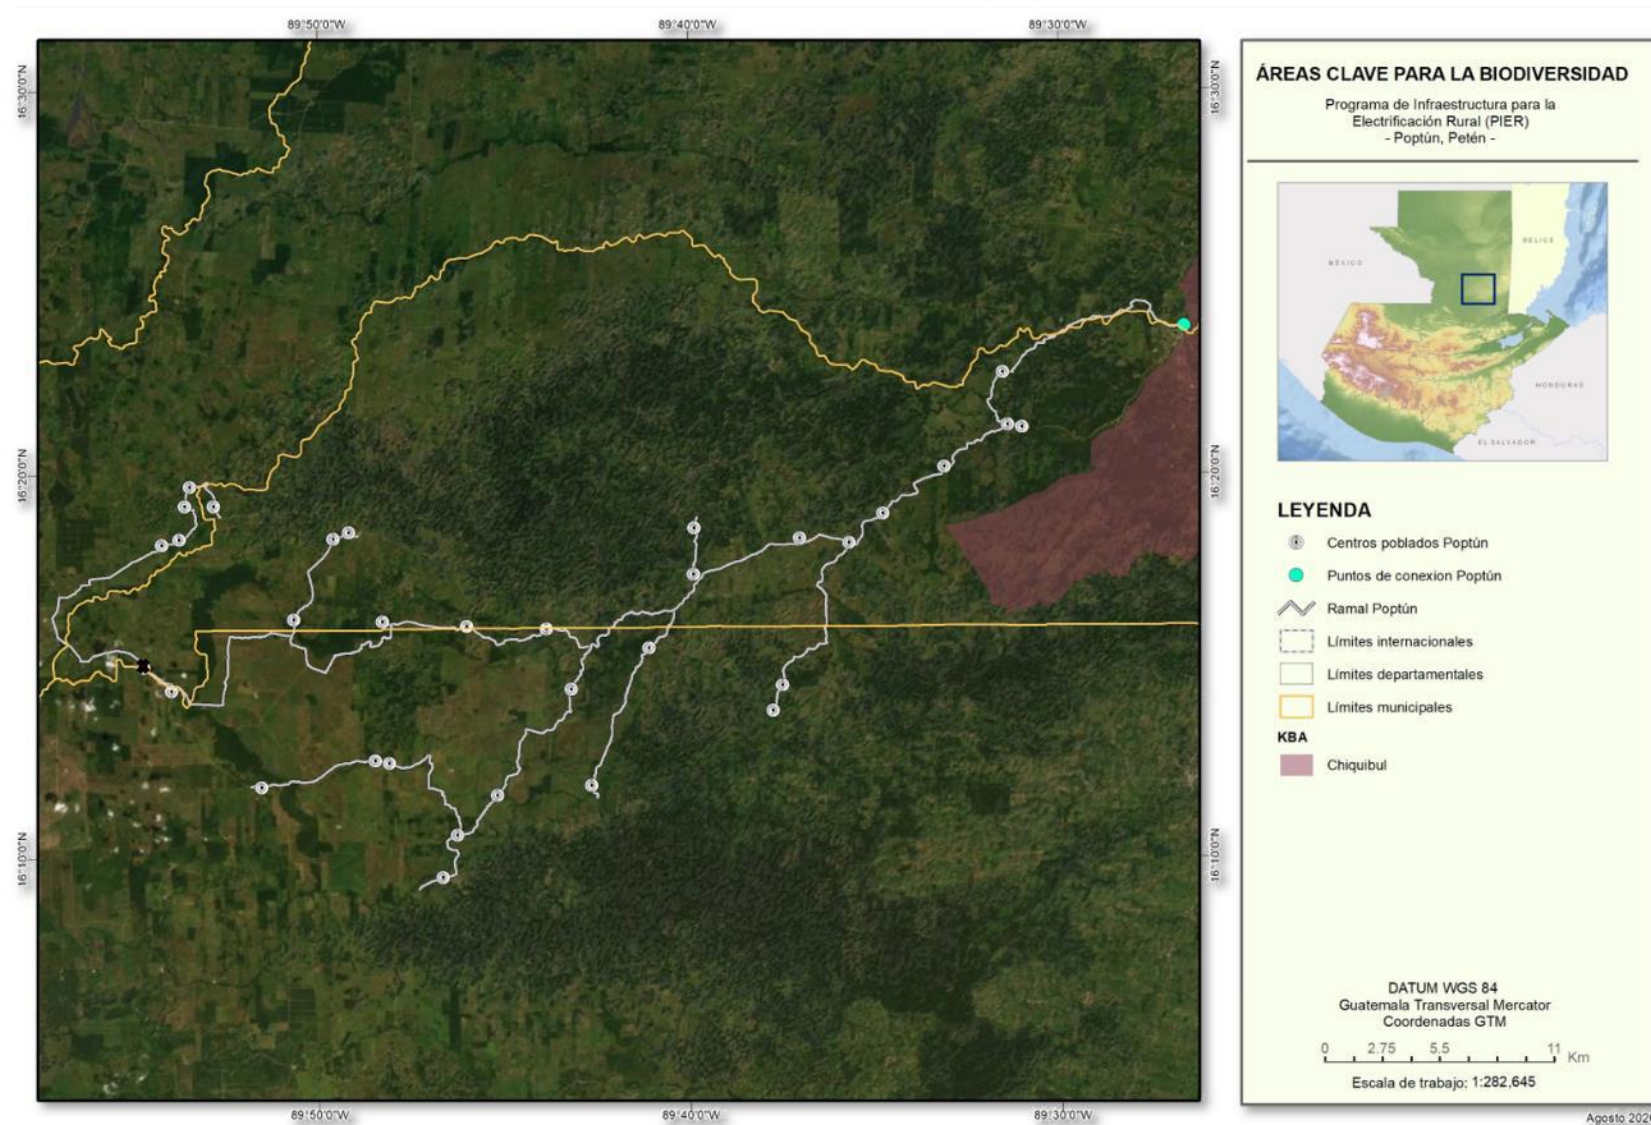 89°50'0"W
89°40'0"W
89°30'0"W
16°30'0"N
16°30'0"N
16°20'0"N
16°20'0"N
16°10'0"N
16°10'0"N
89°50'0"W
89°40'0"W
89°30'0"W
ÁREAS CLAVE PARA LA BIODIVERSIDAD
Programa de Infraestructura para la
Electrificación Rural (PIER)
- Poptún, Petén -
MÉXICO
BELICE
HONDURAS
EL SALVADOR
LEYENDA
Centros poblados Poptún
Puntos de conexion Poptún
Ramal Poptún
Límites internacionales
Límites departamentales
Límites municipales
KBA
Chiquibul
DATUM WGS 84
Guatemala Transversal Mercator
Coordenadas GTM
0 2.75 5.5 11 Km
Escala de trabajo: 1:282,645
Agosto